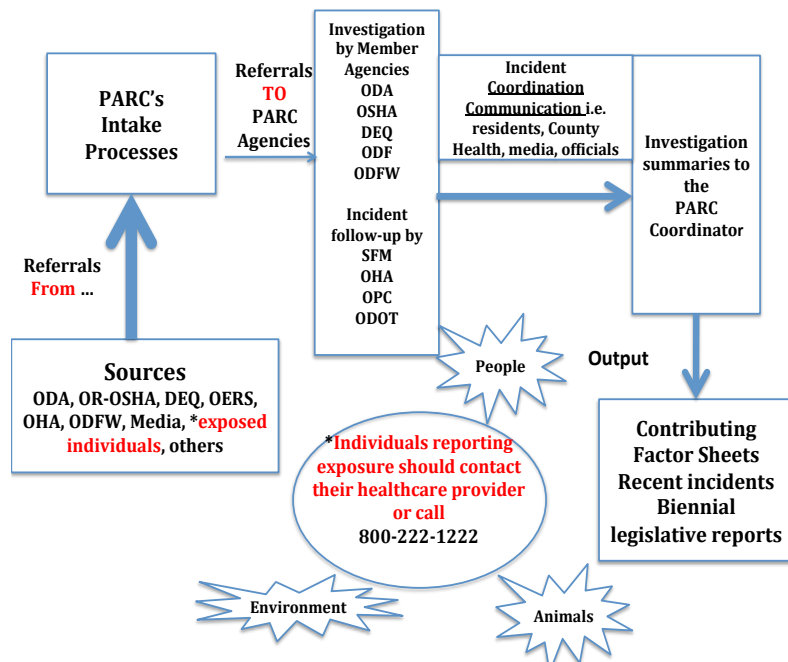 PARC's
Intake
Processes
Referrals
TO
PARC
Agencies
Investigation
by Member
Agencies
ODA
OSHA
DEQ
ODF
ODFW
Incident
follow-up by
SFM
OHA
OPC
ODOT
Incident
Coordination
Communication i.e.
residents, County
Health, media, officials
Investigation
summaries to
the
PARC
Coordinator
Referrals
From ...
Sources
ODA, OR-OSHA, DEQ, OERS,
OHA, ODFW, Media, *exposed
individuals, others
People
Output
*Individuals reporting
exposure should contact
their healthcare provider
or call
800-222-1222
Contributing
Factor Sheets
Recent incidents
Biennial
legislative reports
Environment
Animals